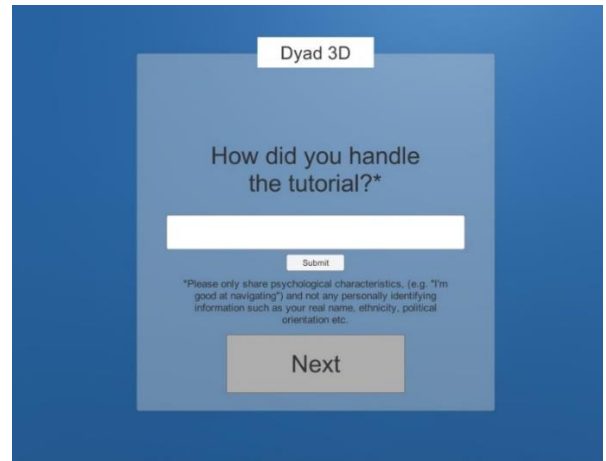 Dyad 3D
How did you handle
the tutorial?*
Submit
*Please only share psychological characteristics, (e.g. "I'm
good at navigating") and not any personally identifying
information such as your real name, ethnicity, political
orientation etc.
Next